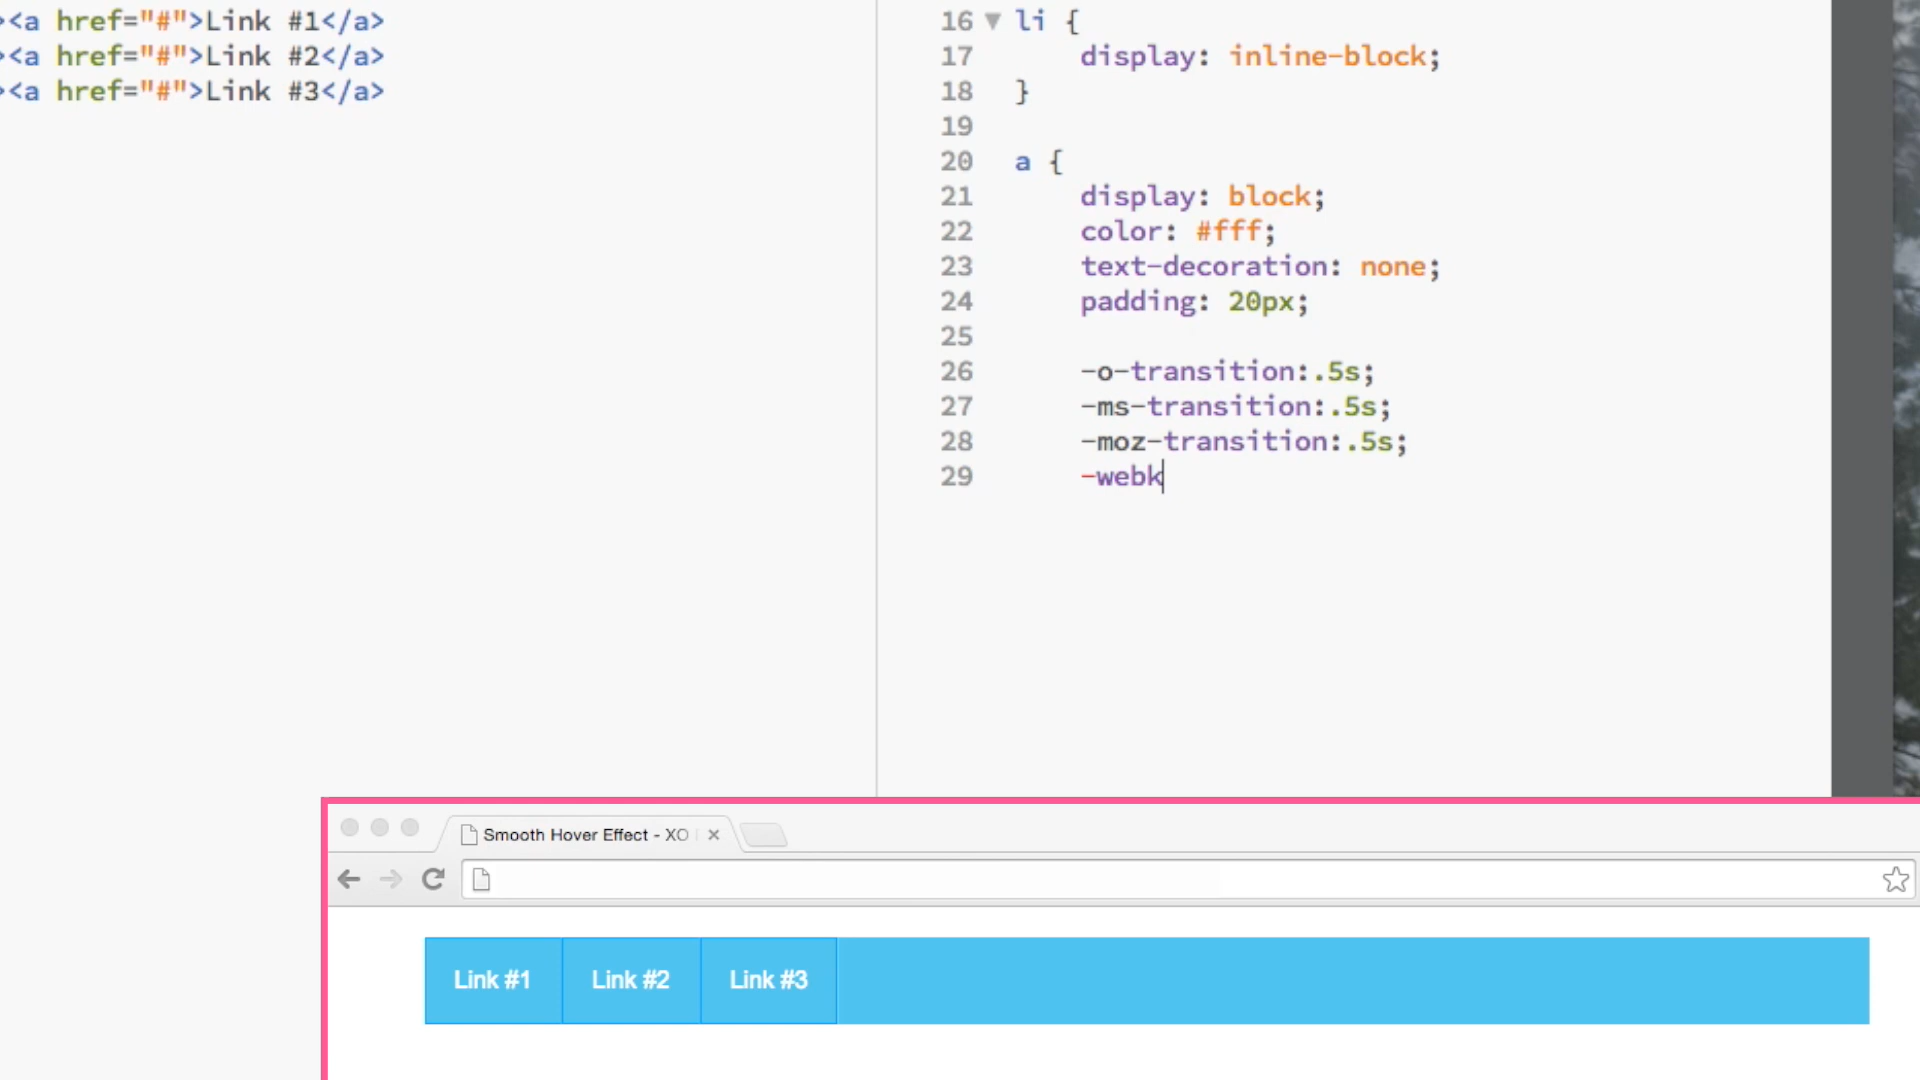 ><a href="#">Link #1</a>
><a href="#">Link #2</a>
><a href="#">Link #3</a>
16 li {
17 display: inline-block;
18 }
19
20 a {
21 display: block;
22 color: #fff;
23 text-decoration: none;
24 padding: 20px;
25
26 -o-transition:.5s;
27 -ms-transition:.5s;
28 -moz-transition:.5s;
29 -webk
Smooth Hover Effect - XO
Link #1 Link #2 Link #3